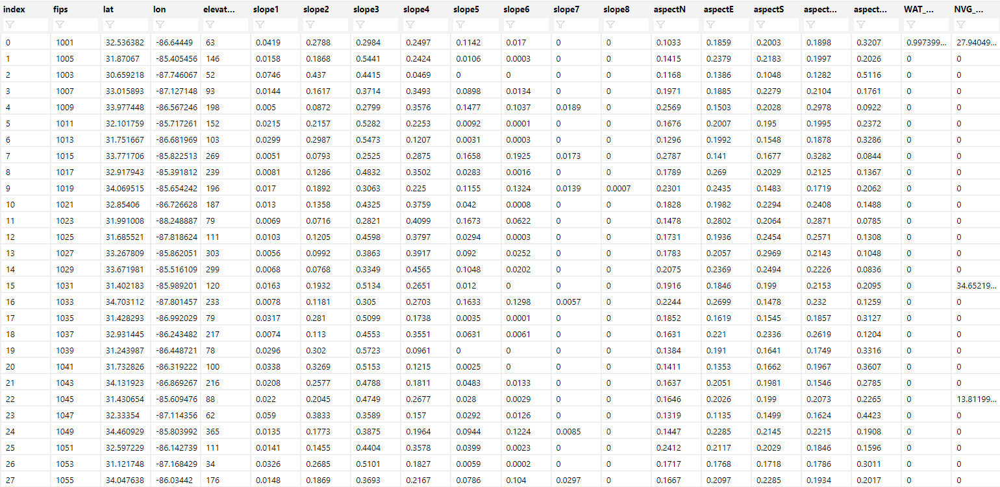 index fips lat lon elevat... slope1 slope2 slope3 slope4 slope5 slope6 slope7 slope8 aspectN aspectE aspectS aspect... aspect... WAT_... NVG_...
0 1001 32.536382 -86.64449 63 0.0419 0.2788 0.2984 0.2497 0.1142 0.017 0 0 0.1033 0.1859 0.2003 0.1898 0.3207 0.997399... 27.94049...
1 1005 31.87067 -85.405456 146 0.0158 0.1868 0.5441 0.2424 0.0106 0.0003 0 0 0.1415 0.2379 0.2183 0.1997 0.2026 0 0
2 1003 30.659218 -87.746067 52 0.0746 0.437 0.4415 0.0469 0 0 0 0 0.1168 0.1386 0.1048 0.1282 0.5116 0 0
3 1007 33.015893 -87.127148 93 0.0144 0.1617 0.3714 0.3493 0.0898 0.0134 0 0 0.1971 0.1885 0.2279 0.2104 0.1761 0 0
4 1009 33.977448 -86.567246 198 0.005 0.0872 0.2799 0.3576 0.1477 0.1037 0.0189 0 0.2569 0.1503 0.2028 0.2978 0.0922 0 0
5 1011 32.101759 -85.717261 152 0.0215 0.2157 0.5282 0.2253 0.0092 0.0001 0 0 0.1676 0.2007 0.195 0.1995 0.2372 0 0
6 1013 31.751667 -86.681969 103 0.0299 0.2987 0.5473 0.1207 0.0031 0.0003 0 0 0.1296 0.1992 0.1548 0.1878 0.3286 0 0
7 1015 33.771706 -85.822513 269 0.0051 0.0793 0.2525 0.2875 0.1658 0.1925 0.0173 0 0.2787 0.141 0.1677 0.3282 0.0844 0 0
8 1017 32.917943 -85.391812 239 0.0081 0.1286 0.4832 0.3502 0.0283 0.0016 0 0 0.1789 0.269 0.2029 0.2125 0.1367 0 0
9 1019 34.069515 -85.654242 196 0.017 0.1892 0.3063 0.225 0.1155 0.1324 0.0139 0.0007 0.2301 0.2435 0.1483 0.1719 0.2062 0 0
10 1021 32.85406 -86.726628 187 0.013 0.1358 0.4325 0.3759 0.042 0.0008 0 0 0.1828 0.1982 0.2294 0.2408 0.1488 0 0
11 1023 31.991008 -88.248887 79 0.0069 0.0716 0.2821 0.4099 0.1673 0.0622 0 0 0.1478 0.2802 0.2064 0.2871 0.0785 0 0
12 1025 31.685521 -87.818624 111 0.0103 0.1205 0.4598 0.3797 0.0294 0.0003 0 0 0.1731 0.1936 0.2454 0.2571 0.1308 0 0
13 1027 33.267809 -85.862051 303 0.0056 0.0992 0.3863 0.3917 0.092 0.0252 0 0 0.1783 0.2057 0.2969 0.2143 0.1048 0 0
14 1029 33.671981 -85.516109 299 0.0068 0.0768 0.3349 0.4565 0.1048 0.0202 0 0 0.2075 0.2369 0.2494 0.2226 0.0836 0 0
15 1031 31.402183 -85.989201 120 0.0163 0.1932 0.5134 0.2651 0.012 0 0 0 0.1916 0.1846 0.199 0.2153 0.2095 0 34.65219...
16 1033 34.703112 -87.801457 233 0.0078 0.1181 0.305 0.2703 0.1633 0.1298 0.0057 0 0.2244 0.2699 0.1478 0.232 0.1259 0 0
17 1035 31.428293 -86.992029 79 0.0317 0.281 0.5099 0.1738 0.0035 0.0001 0 0 0.1852 0.1619 0.1545 0.1857 0.3127 0 0
18 1037 32.931445 -86.243482 217 0.0074 0.113 0.4553 0.3551 0.0631 0.0061 0 0 0.1631 0.221 0.2336 0.2619 0.1204 0 0
19 1039 31.243987 -86.448721 78 0.0296 0.302 0.5723 0.0961 0 0 0 0 0.1384 0.191 0.1641 0.1749 0.3316 0 0
20 1041 31.732826 -86.319222 100 0.0338 0.3269 0.5153 0.1215 0.0025 0 0 0 0.1411 0.1353 0.1662 0.1967 0.3607 0 0
21 1043 34.131923 -86.869267 216 0.0208 0.2577 0.4788 0.1811 0.0483 0.0133 0 0 0.1637 0.2051 0.1981 0.1546 0.2785 0 0
22 1045 31.430654 -85.609476 88 0.022 0.2045 0.4749 0.2677 0.028 0.0029 0 0 0.1646 0.2026 0.199 0.2073 0.2265 0 13.81199...
23 1047 32.33354 -87.114356 62 0.059 0.3833 0.3589 0.157 0.0292 0.0126 0 0 0.1319 0.1135 0.1499 0.1624 0.4423 0 0
24 1049 34.460929 -85.803992 365 0.0135 0.1773 0.3875 0.1964 0.0944 0.1224 0.0085 0 0.1447 0.2285 0.2145 0.2215 0.1908 0 0
25 1051 32.597229 -86.142739 111 0.0141 0.1455 0.4404 0.3578 0.0399 0.0023 0 0 0.2412 0.2117 0.2029 0.1846 0.1596 0 0
26 1053 31.121748 -87.168429 34 0.0326 0.2685 0.5101 0.1827 0.0059 0.0002 0 0 0.1717 0.1768 0.1718 0.1786 0.3011 0 0
27 1055 34.047638 -86.03442 176 0.0148 0.1869 0.3693 0.2167 0.0786 0.104 0.0297 0 0.1667 0.2097 0.2285 0.1934 0.2017 0 0